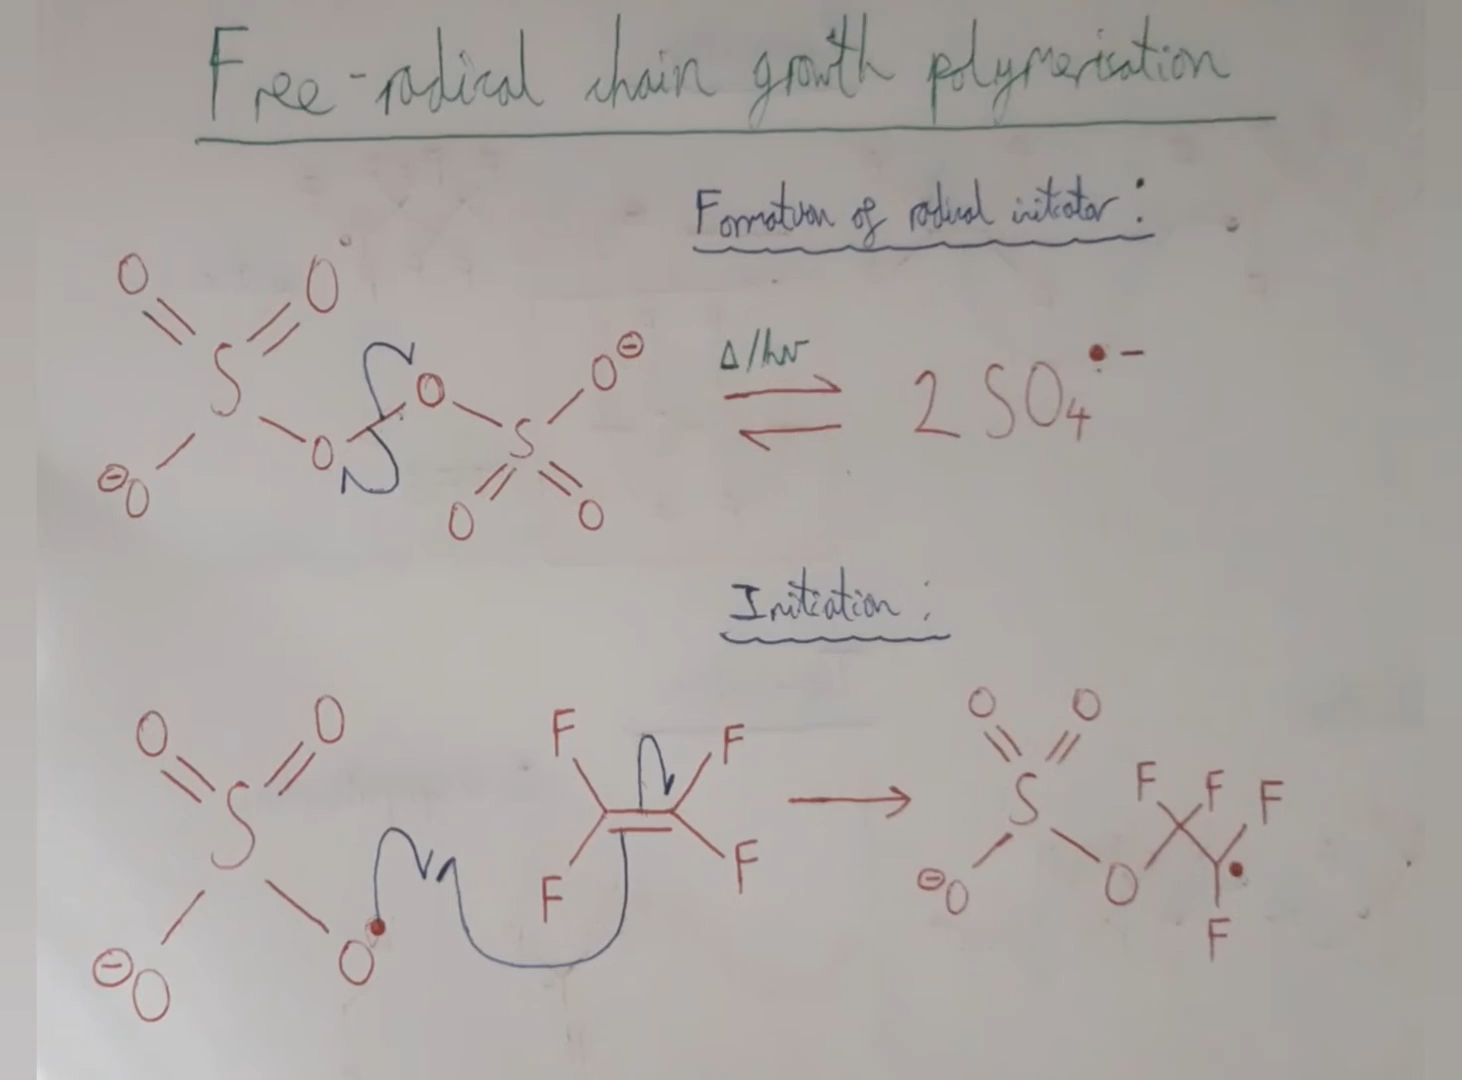 Free-radical chain growth polymerisation
Formation of radical initiator:
O O
S
O ⊖
O
O
⊖O
S
O O
Δ/hν
2 SO₄•−
Initiation:
O O
S
⊖O
O•
F F
F F
O O
S
⊖O
O
F F F
•
F